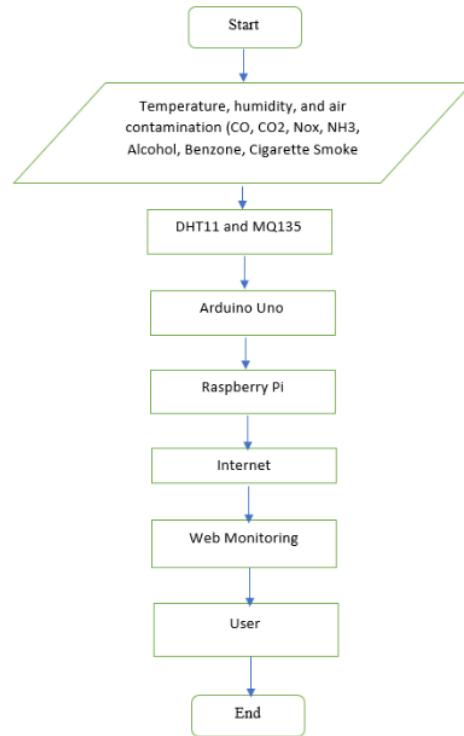 Start
Temperature, humidity, and air
contamination (CO, CO2, Nox, NH3,
Alcohol, Benzone, Cigarette Smoke
DHT11 and MQ135
Arduino Uno
Raspberry Pi
Internet
Web Monitoring
User
End